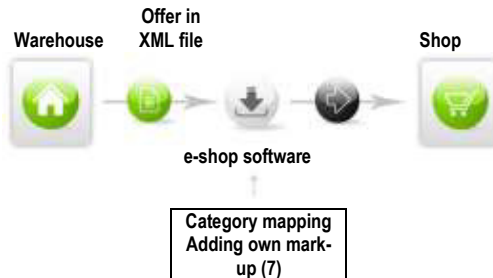 Offer in
Warehouse XML file Shop
e-shop software
Category mapping
Adding own mark-
up (7)